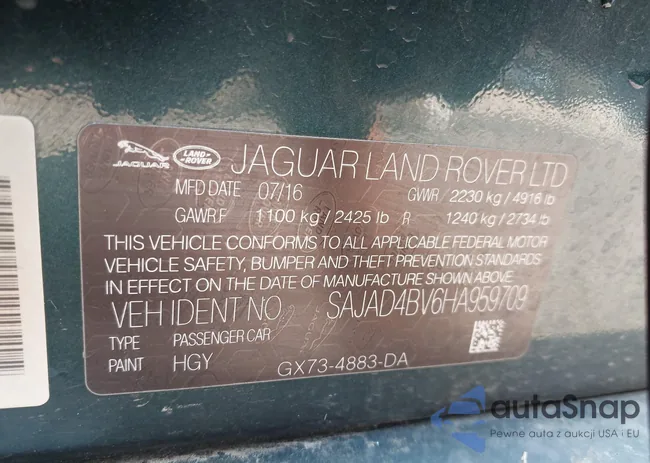 JAGUAR
LAND ROVER
JAGUAR LAND ROVER LTD
MFD DATE 07/16 GWR 2230 kg / 4916 lb
GAWR F 1100 kg / 2425 lb R 1240 kg / 2734 lb
THIS VEHICLE CONFORMS TO ALL APPLICABLE FEDERAL MOTOR
VEHICLE SAFETY, BUMPER AND THEFT PREVENTION STANDARDS
IN EFFECT ON THE DATE OF MANUFACTURE SHOWN ABOVE.
VEH IDENT NO. SAJAD4BV6HA959709
TYPE PASSENGER CAR
PAINT HGY GX73-4883-DA
autaSnap
Pewne auta z aukcji USA i EU